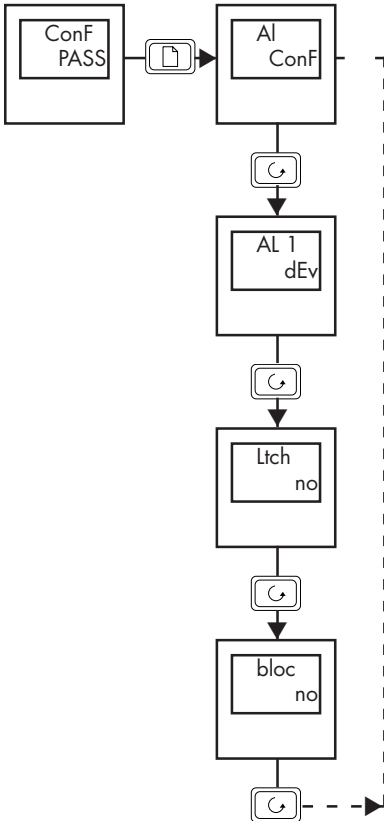 ConF
PASS
Al
ConF
AL 1
dEv
Ltch
no
bloc
no